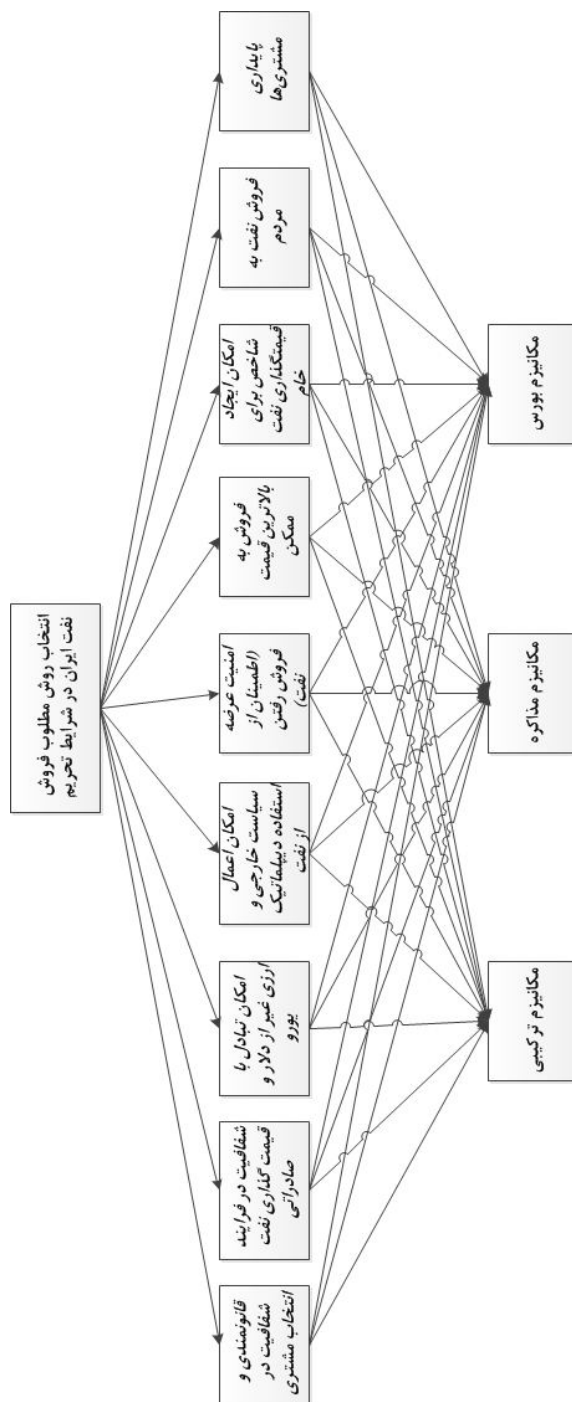 انتخاب روش مطلوب فروش
نفت ایران در شرایط تحریم
پایداری
مشتری‌ها
فروش نفت به
مردم
امکان ایجاد
شاخص برای
قیمتگذاری نفت
خام
فروش به
بالاترین قیمت
ممکن
امنیت عرضه
(اطمینان از
فروش رفتن
نفت)
امکان اعمال
سیاست خارجی و
استفاده دیپلماتیک
از نفت
امکان تبادل با
ارزی غیر از دلار و
یورو
شفافیت در فرایند
قیمت گذاری نفت
صادراتی
قانونمندی و
شفافیت در
انتخاب مشتری
مکانیزم بورس
مکانیزم مذاکره
مکانیزم ترکیبی